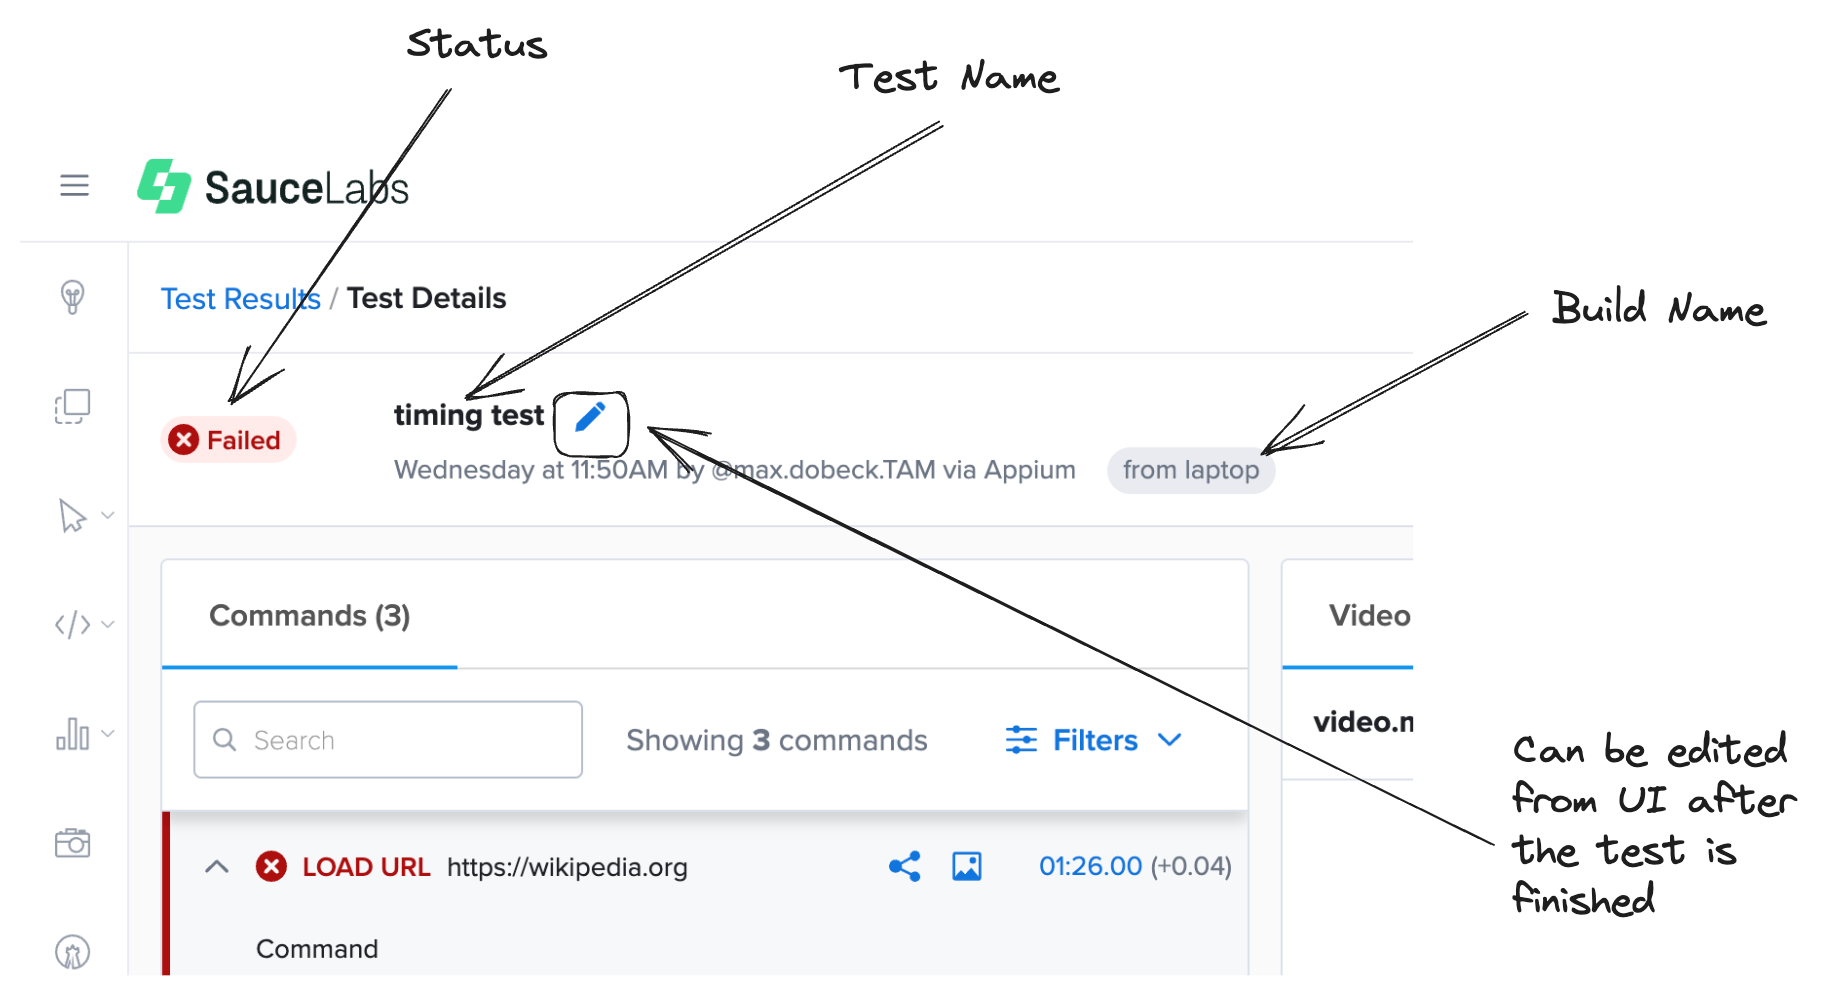 Status
Test Name
SauceLabs
Test Results / Test Details
Build Name
Failed
timing test
Wednesday at 11:50AM by @max.dobeck.TAM via Appium
from laptop
Commands (3)
Video
Search
Showing 3 commands
Filters
video.
Can be edited
from UI after
the test is
finished
LOAD URL https://wikipedia.org
01:26.00 (+0.04)
Command